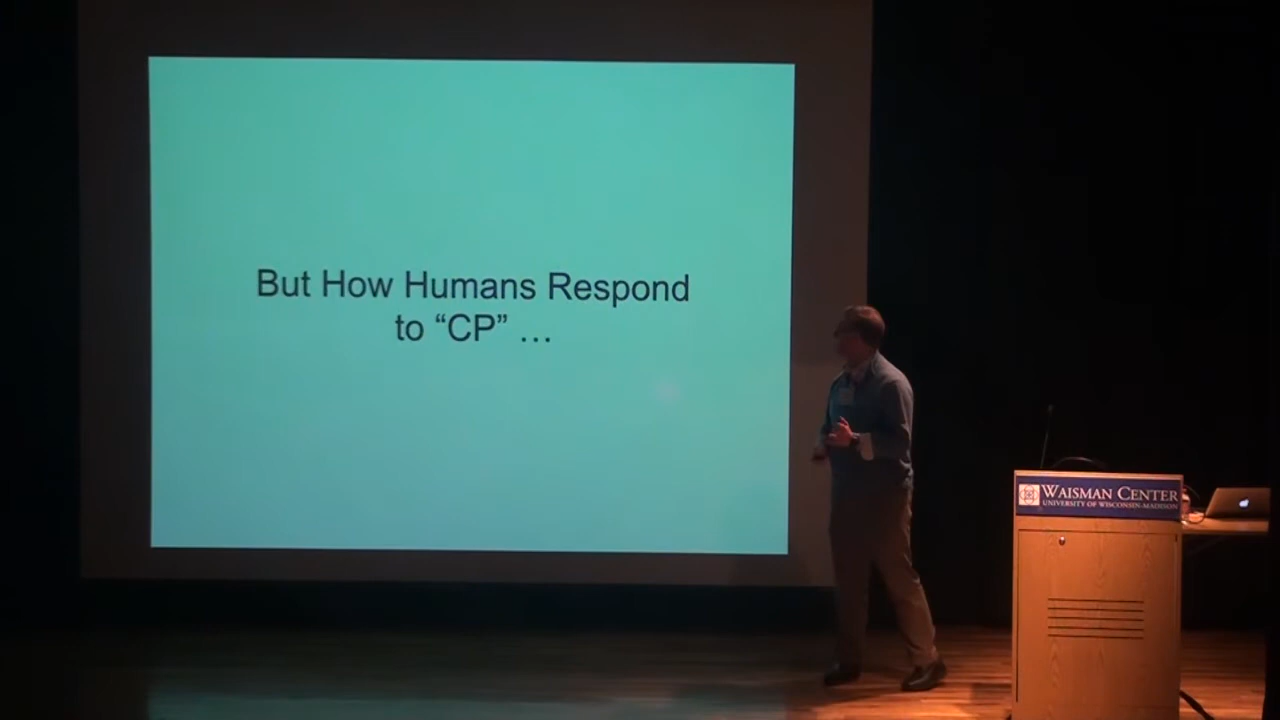 But How Humans Respond
to “CP” …
WAISMAN CENTER
UNIVERSITY OF WISCONSIN-MADISON